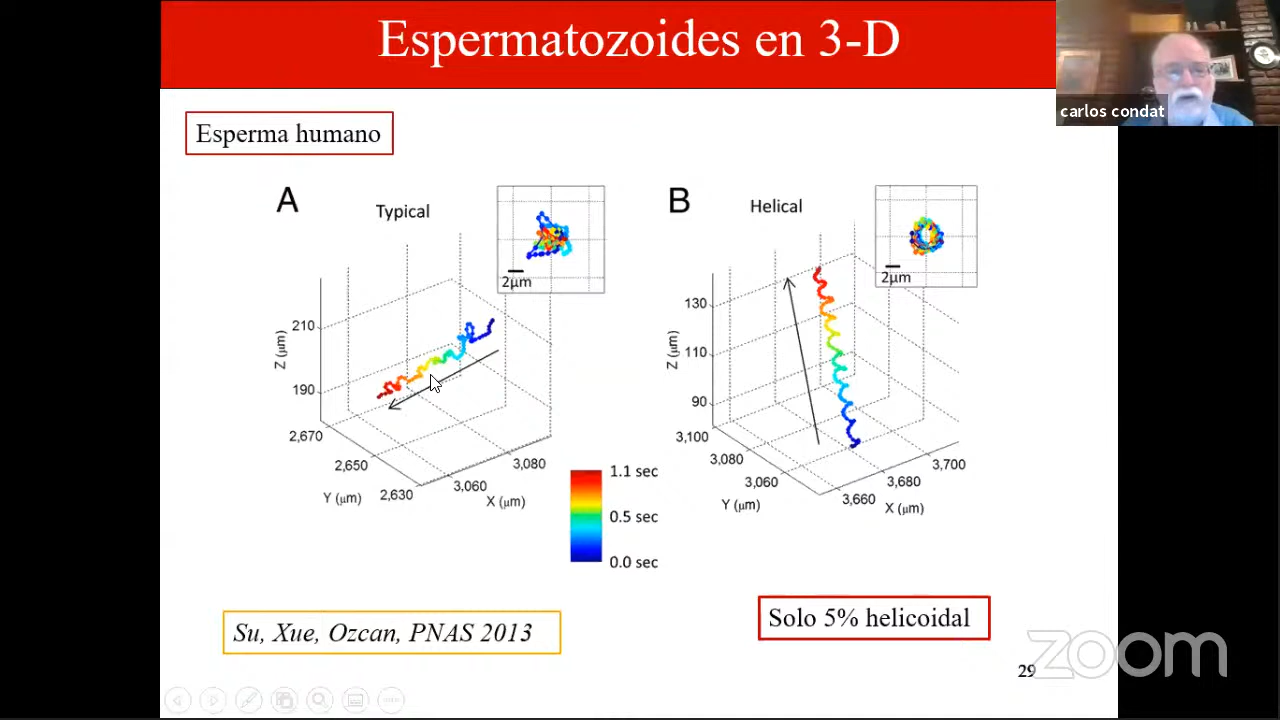 Espermatozoides en 3-D
carlos condat
Esperma humano
A
Typical
2µm
210
190
Z (µm)
2,670
2,650
2,630
Y (µm)
3,060
3,080
X (µm)
B
Helical
2µm
130
110
90
Z (µm)
3,100
3,080
3,060
Y (µm)
3,660
3,680
3,700
X (µm)
1.1 sec
0.5 sec
0.0 sec
Su, Xue, Ozcan, PNAS 2013
Solo 5% helicoidal
29
zoom